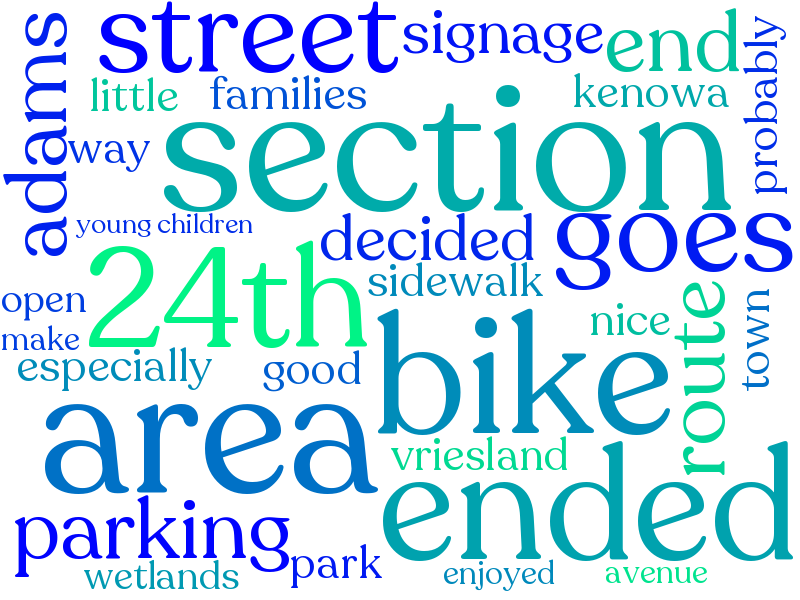 street
signage
end
probably
adams
little
families
kenowa
way
section
young children
decided
goes
24th
sidewalk
open
make
nice
route
town
especially
good
bike
area
vriesland
ended
parking
park
wetlands
enjoyed
avenue